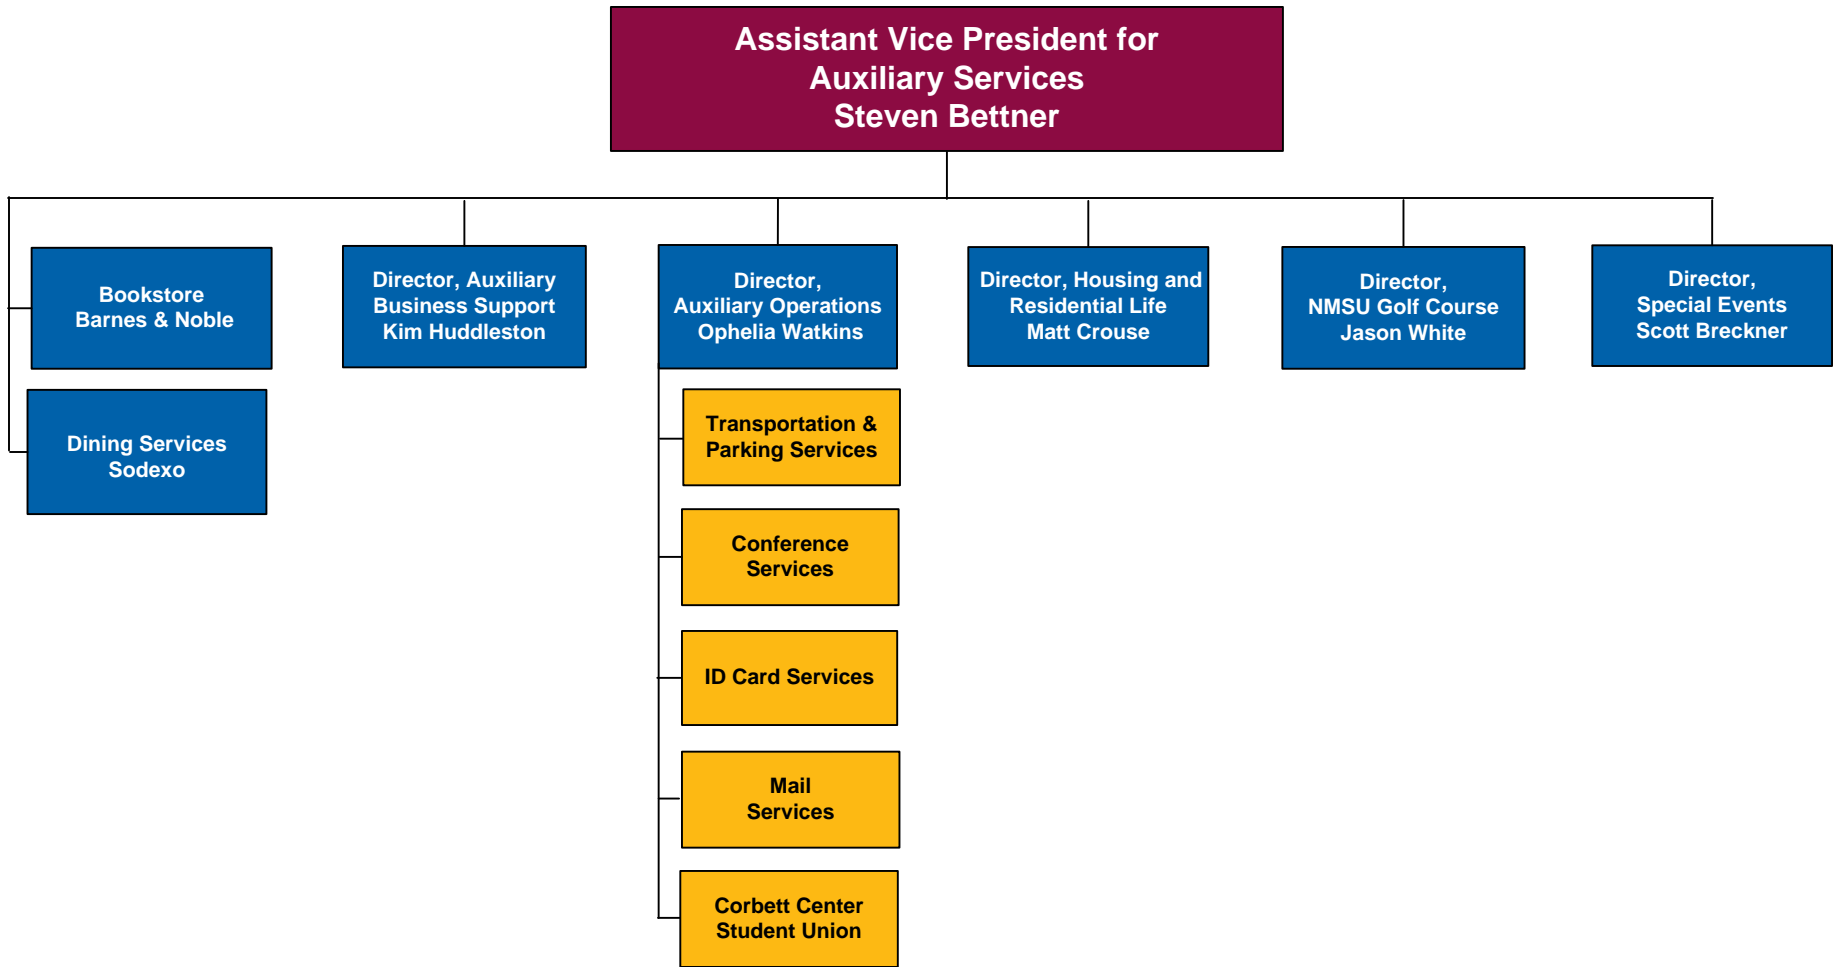 Assistant Vice President for
Auxiliary Services
Steven Bettner
Bookstore
Barnes & Noble
Dining Services
Sodexo
Director, Auxiliary
Business Support
Kim Huddleston
Director,
Auxiliary Operations
Ophelia Watkins
Transportation &
Parking Services
Conference
Services
ID Card Services
Mail
Services
Corbett Center
Student Union
Director, Housing and
Residential Life
Matt Crouse
Director,
NMSU Golf Course
Jason White
Director,
Special Events
Scott Breckner